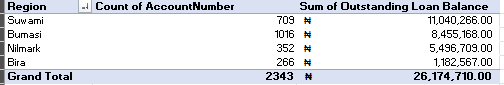 Region Count of AccountNumber Sum of Outstanding Loan Balance
Suwami 709 ₦ 11,040,266.00
Bumasi 1016 ₦ 8,455,168.00
Nilmark 352 ₦ 5,496,709.00
Bira 266 ₦ 1,182,567.00
Grand Total 2343 ₦ 26,174,710.00